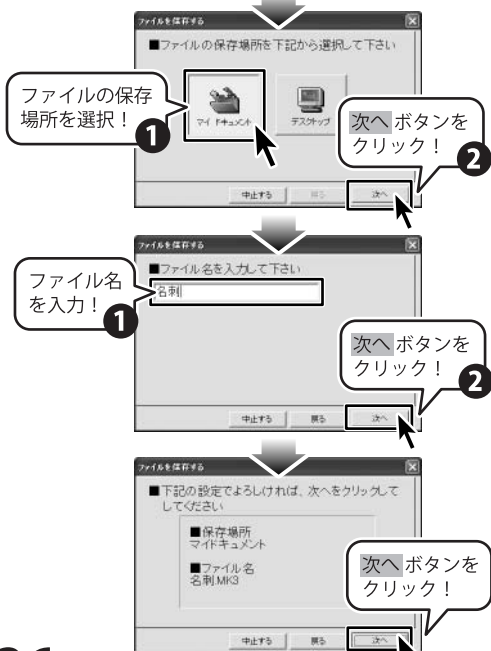 ファイルを保存する
■ファイルの保存場所を下記から選択して下さい
ファイルの保存
場所を選択！
1
マイ ドキュメント
デスクトップ
次へ ボタンを
クリック！
2
中止する
戻る
次へ
ファイルを保存する
■ファイル名を入力して下さい
ファイル名
を入力！
1
名刺
次へ ボタンを
クリック！
2
中止する
戻る
次へ
ファイルを保存する
■下記の設定でよろしければ、次へをクリックして
してください
■保存場所
マイドキュメント
■ファイル名
名刺.MK3
次へ ボタンを
クリック！
中止する
戻る
次へ